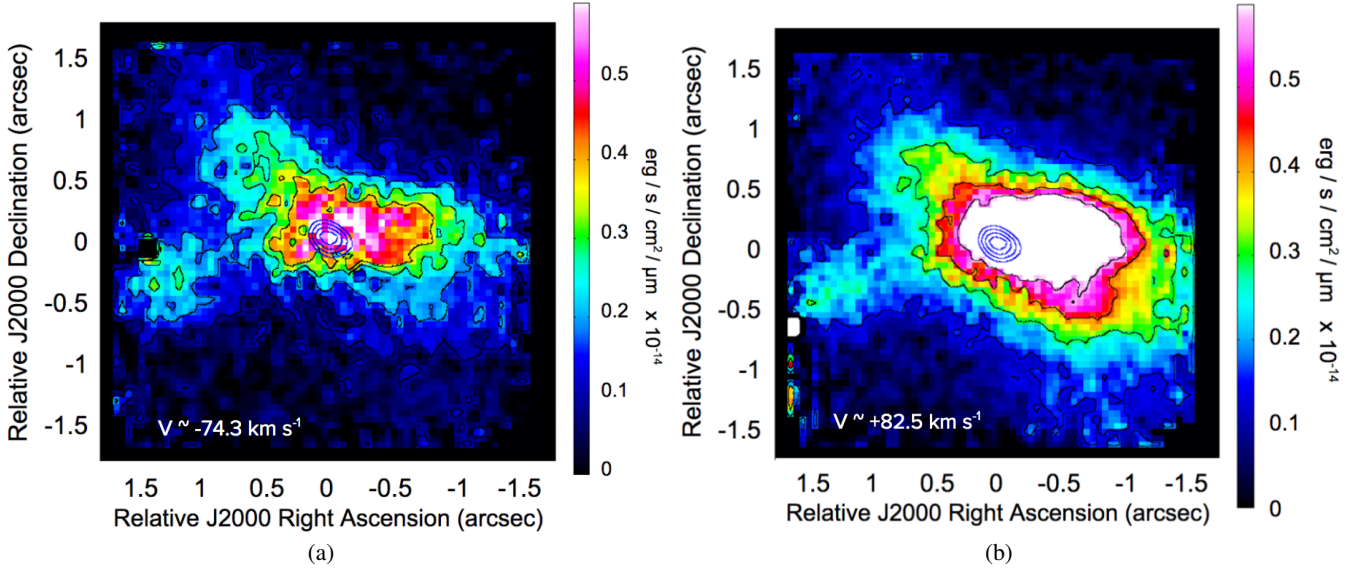 Relative J2000 Declination (arcsec)
1.5
1
0.5
0
-0.5
-1
-1.5
V ~ -74.3 km s⁻¹
1.5 1 0.5 0 -0.5 -1 -1.5
Relative J2000 Right Ascension (arcsec)
0.5
0.4
0.3
0.2
0.1
0
erg / s / cm² / μm x 10⁻¹⁴
(a)
Relative J2000 Declination (arcsec)
1.5
1
0.5
0
-0.5
-1
-1.5
V ~ +82.5 km s⁻¹
1.5 1 0.5 0 -0.5 -1 -1.5
Relative J2000 Right Ascension (arcsec)
0.5
0.4
0.3
0.2
0.1
0
erg / s / cm² / μm x 10⁻¹⁴
(b)